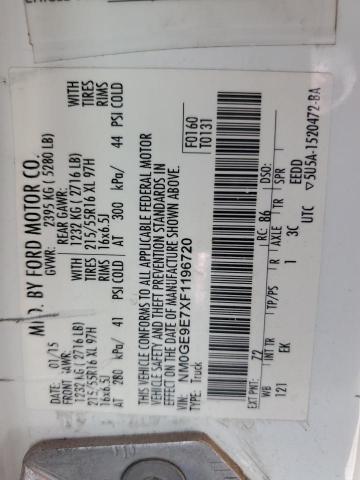 MFD. BY FORD MOTOR CO.
DATE: 01/15
GVWR: 2395 KG ( 5280 LB)
FRONT GAWR:
REAR GAWR:
1232 KG ( 2716 LB)
1232 KG ( 2716 LB)
WITH
215/55R16 XL 97H
TIRES
215/55R16 XL 97H
WITH
TIRES
16x6.5J
RIMS
16x6.5J
RIMS
AT 280 kPa/ 41 PSI COLD
AT 300 kPa/ 44 PSI COLD
THIS VEHICLE CONFORMS TO ALL APPLICABLE FEDERAL MOTOR
VEHICLE SAFETY AND THEFT PREVENTION STANDARDS IN
EFFECT ON THE DATE OF MANUFACTURE SHOWN ABOVE.
VIN: NM0GE9E7XF1196720
TYPE: Truck
F0160
T0131
EXT PNT: 72
RC: 86
DSO:
WB
INT TR
TP/PS
R
AXLE
TR
SPR
121
EK
1
3C
EEDD
UTC
▽5U5A-1520472-BA